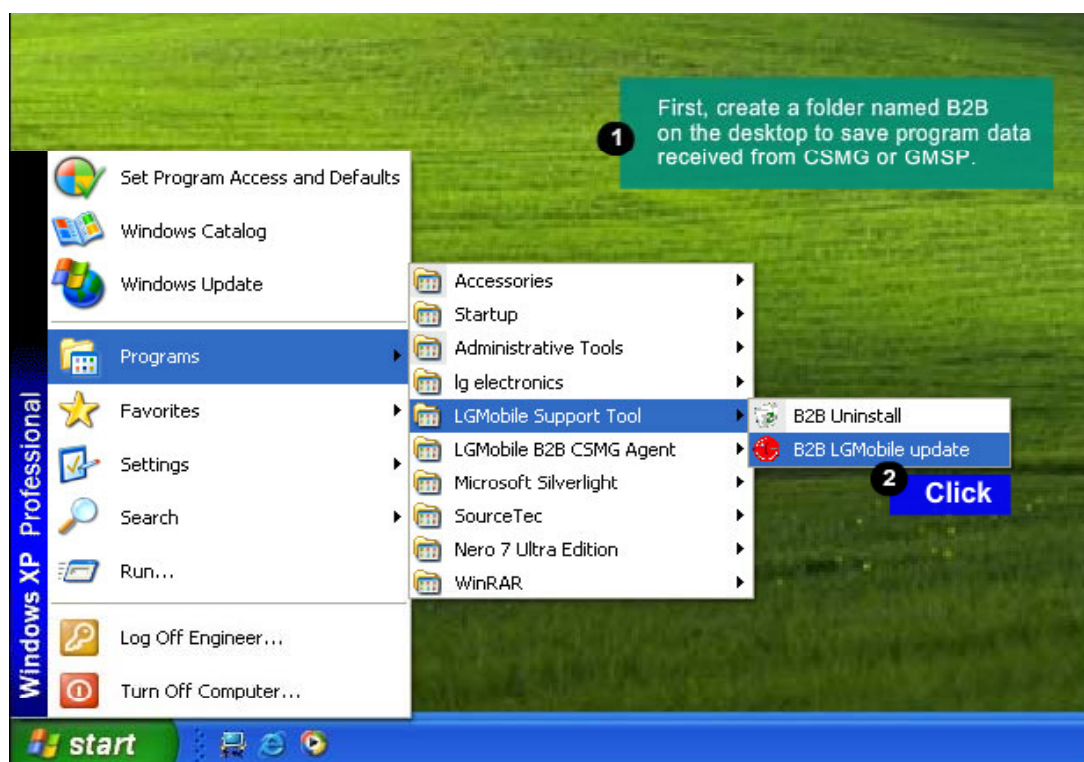 1
First, create a folder named B2B
on the desktop to save program data
received from CSMG or GMSP.
Windows XP Professional
Set Program Access and Defaults
Windows Catalog
Windows Update
Programs
Favorites
Settings
Search
Run...
Log Off Engineer...
Turn Off Computer...
Accessories
Startup
Administrative Tools
lg electronics
LGMobile Support Tool
LGMobile B2B CSMG Agent
Microsoft Silverlight
SourceTec
Nero 7 Ultra Edition
WinRAR
B2B Uninstall
B2B LGMobile update
2
Click
start